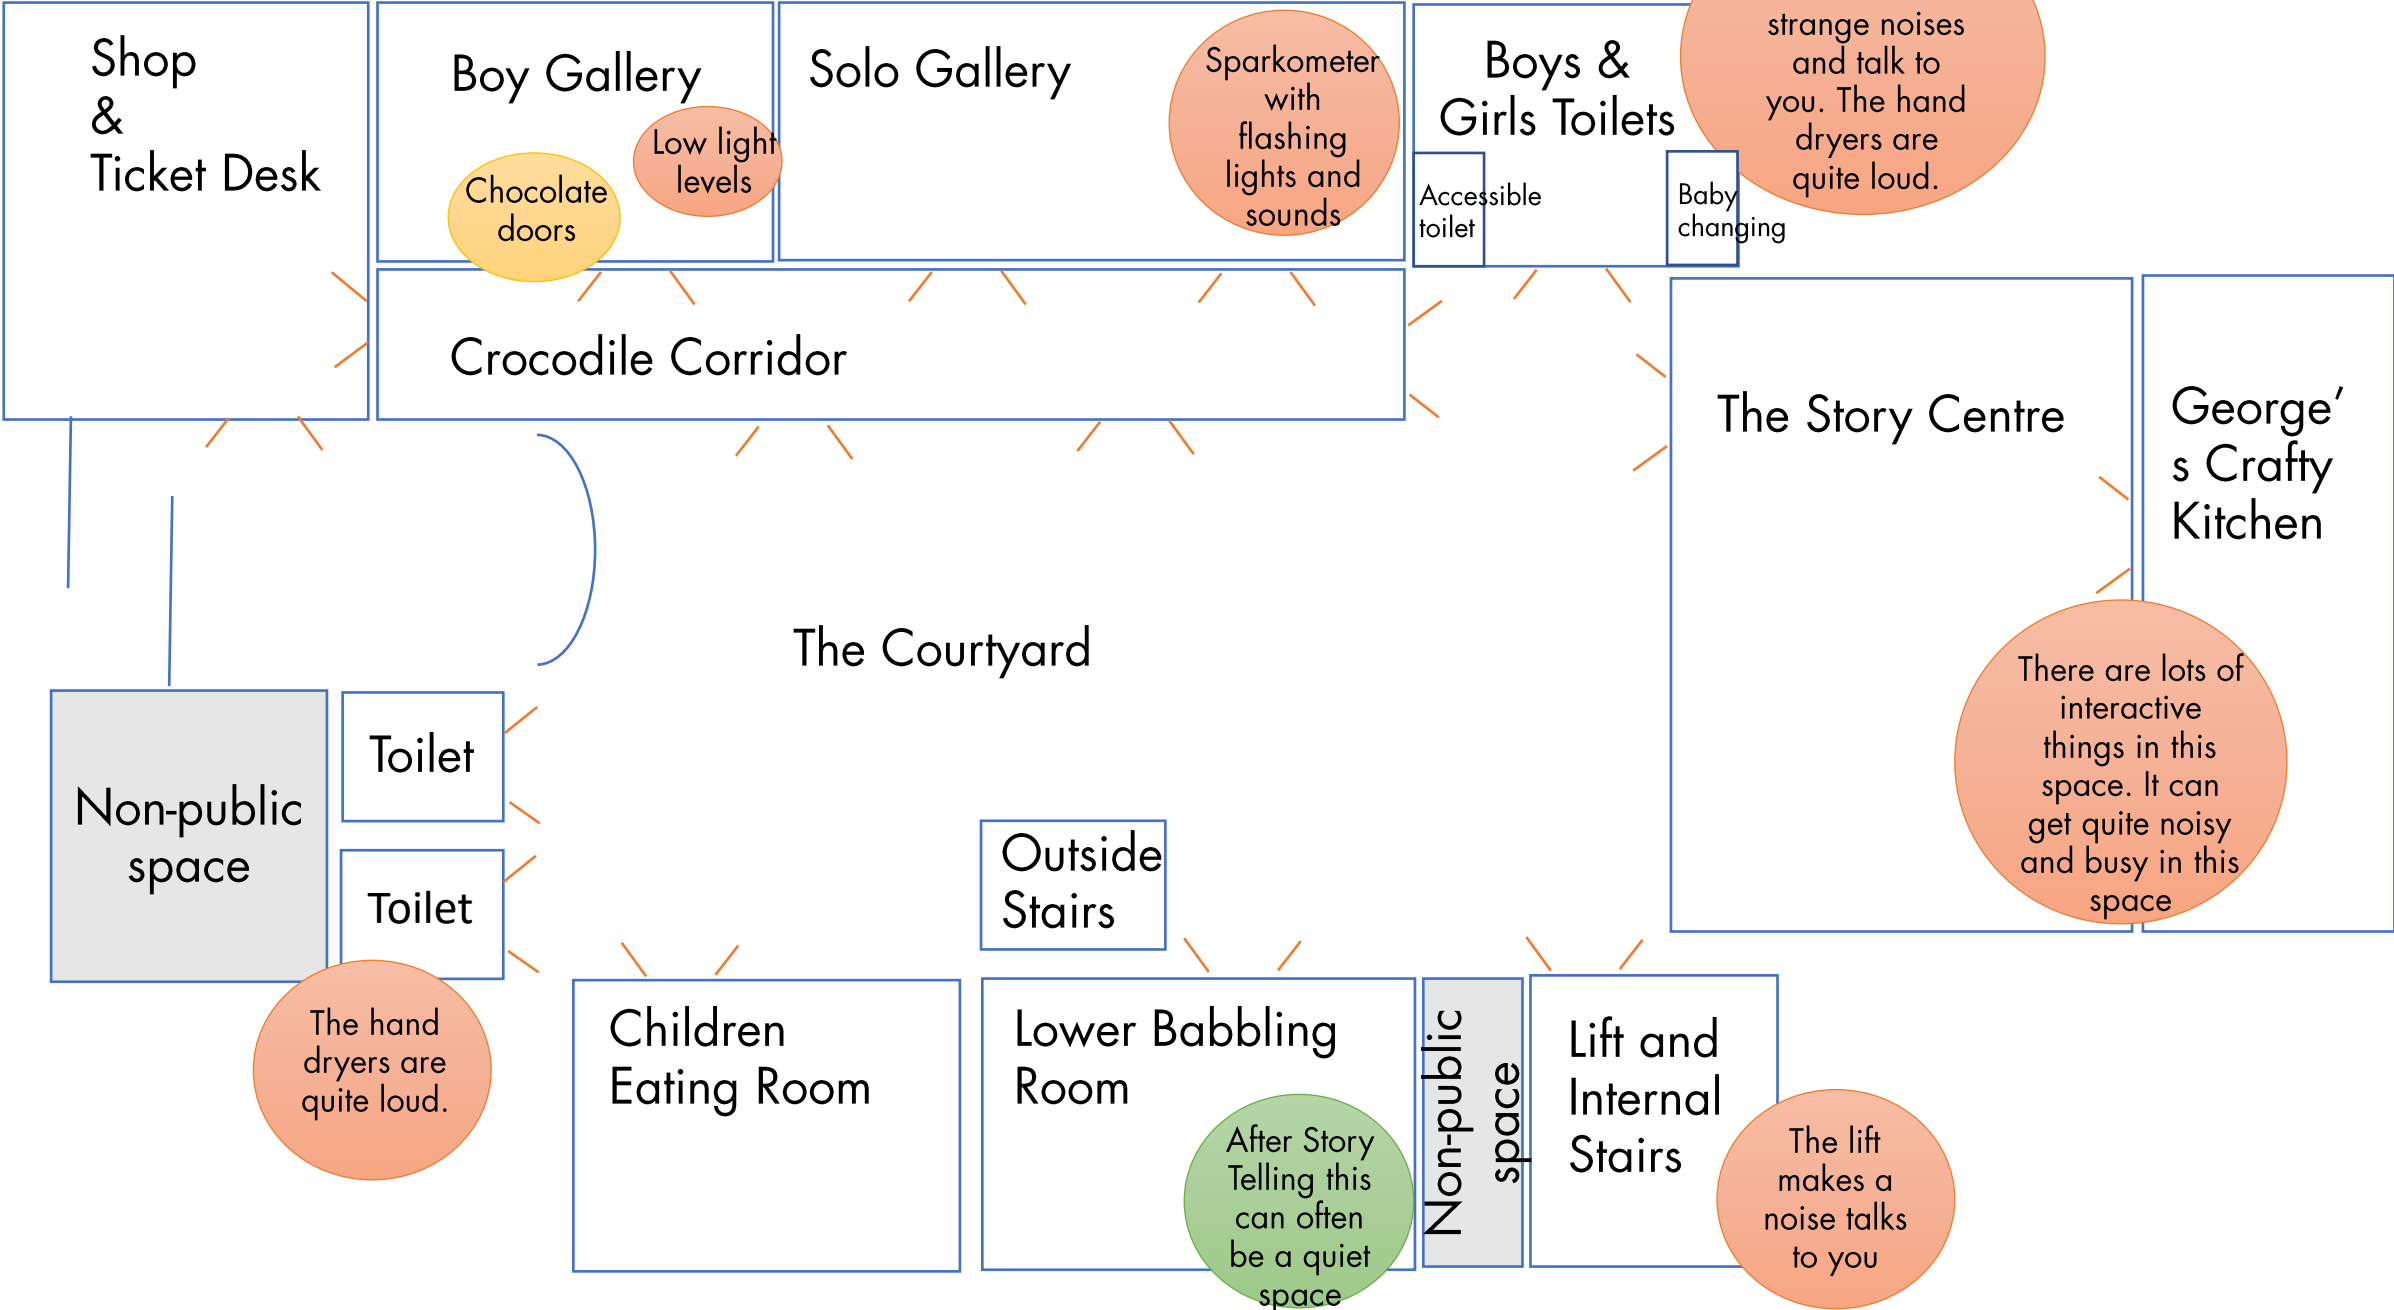 Shop
&
Ticket Desk
Boy Gallery
Low light
levels
Chocolate
doors
Solo Gallery
Sparkometer
with
flashing
lights and
sounds
Boys &
Girls Toilets
Accessible
toilet
Baby
changing
strange noises
and talk to
you. The hand
dryers are
quite loud.
Crocodile Corridor
The Story Centre
George’
s Crafty
Kitchen
There are lots of
interactive
things in this
space. It can
get quite noisy
and busy in this
space
The Courtyard
Non-public
space
Toilet
Toilet
The hand
dryers are
quite loud.
Outside
Stairs
Children
Eating Room
Lower Babbling
Room
After Story
Telling this
can often
be a quiet
space
Non-public
space
Lift and
Internal
Stairs
The lift
makes a
noise talks
to you